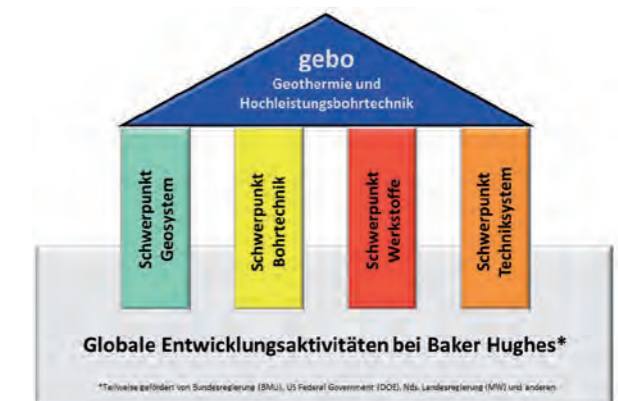 gebo
Geothermie und
Hochleistungsbohrtechnik
Schwerpunkt
Geosystem
Schwerpunkt
Bohrtechnik
Schwerpunkt
Werkstoffe
Schwerpunkt
Techniksystem
Globale Entwicklungsaktivitäten bei Baker Hughes*
*Teilweise gefördert von Bundesregierung (BMU), US Federal Government (DOE), Nds. Landesregierung (MW) und anderen